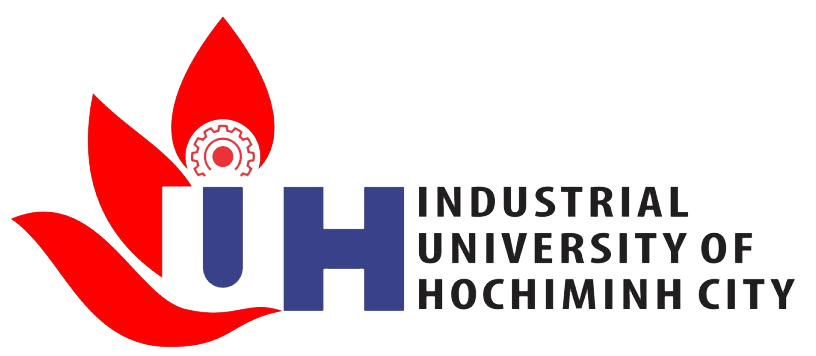 IUH
INDUSTRIAL
UNIVERSITY OF
HOCHIMINH CITY